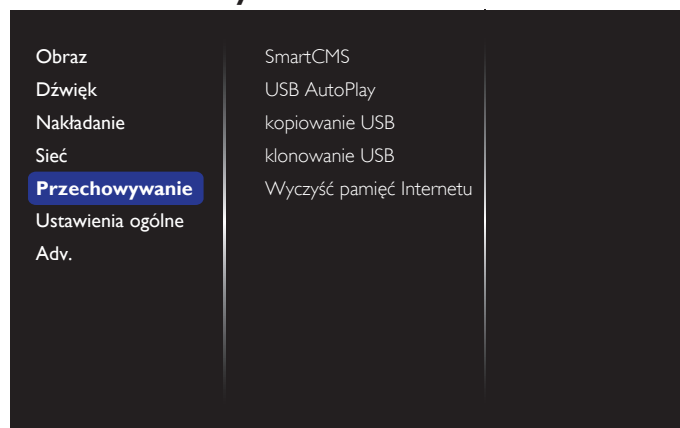 Obraz
Dźwięk
Nakładanie
Sieć
Przechowywanie
Ustawienia ogólne
Adv.
SmartCMS
USB AutoPlay
kopiowanie USB
klonowanie USB
Wyczyść pamięć Internetu